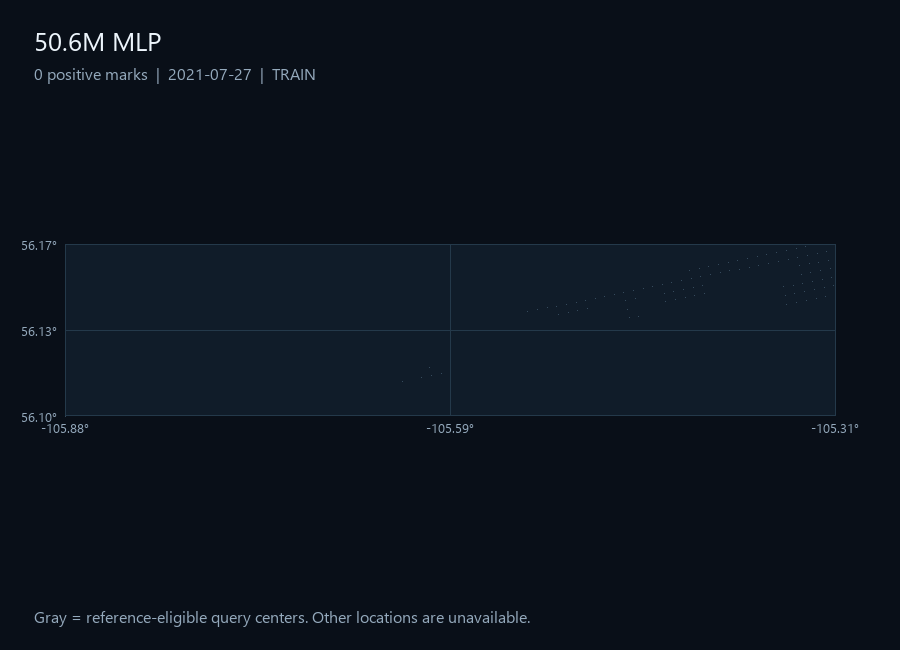 50.6M MLP
0 positive marks | 2021-07-27 | TRAIN
56.17°
56.13°
56.10°
-105.88° -105.59° -105.31°
Gray = reference-eligible query centers. Other locations are unavailable.